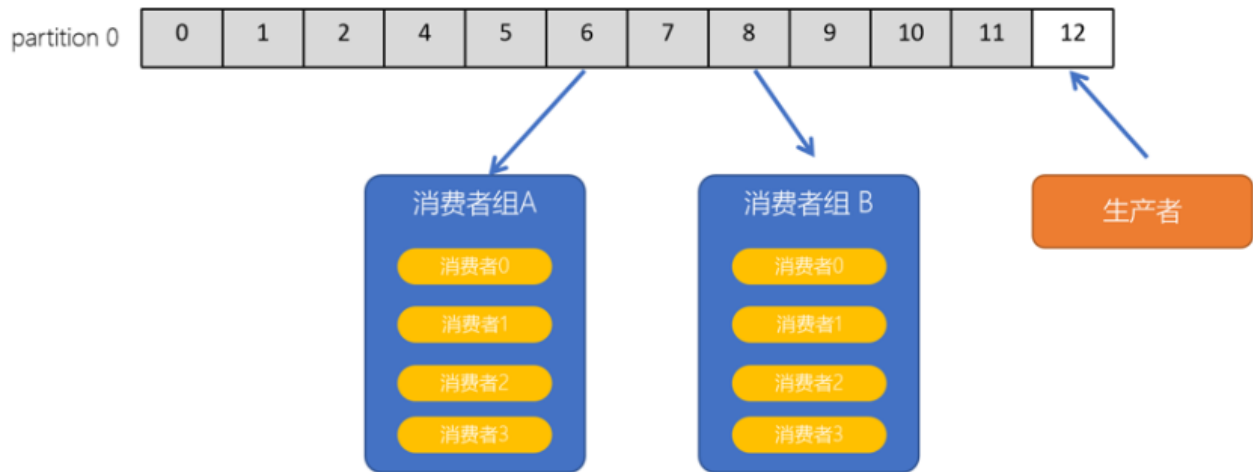 partition 0 0 1 2 4 5 6 7 8 9 10 11 12
消费者组A 消费者组 B 生产者
消费者0 消费者0
消费者1 消费者1
消费者2 消费者2
消费者3 消费者3